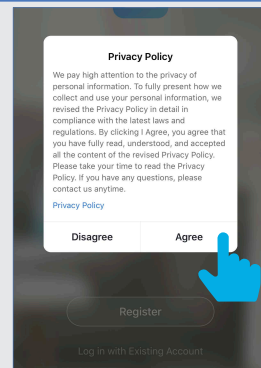 Privacy Policy
We pay high attention to the privacy of
personal information. To fully present how we
collect and use your personal information, we
revised the Privacy Policy in detail in
compliance with the latest laws and
regulations. By clicking I Agree, you agree that
you have fully read, understood, and accepted
all the content of the revised Privacy Policy.
Please take your time to read the Privacy
Policy. If you have any questions, please
contact us anytime.
Privacy Policy
Disagree Agree
Register
Log in with Existing Account